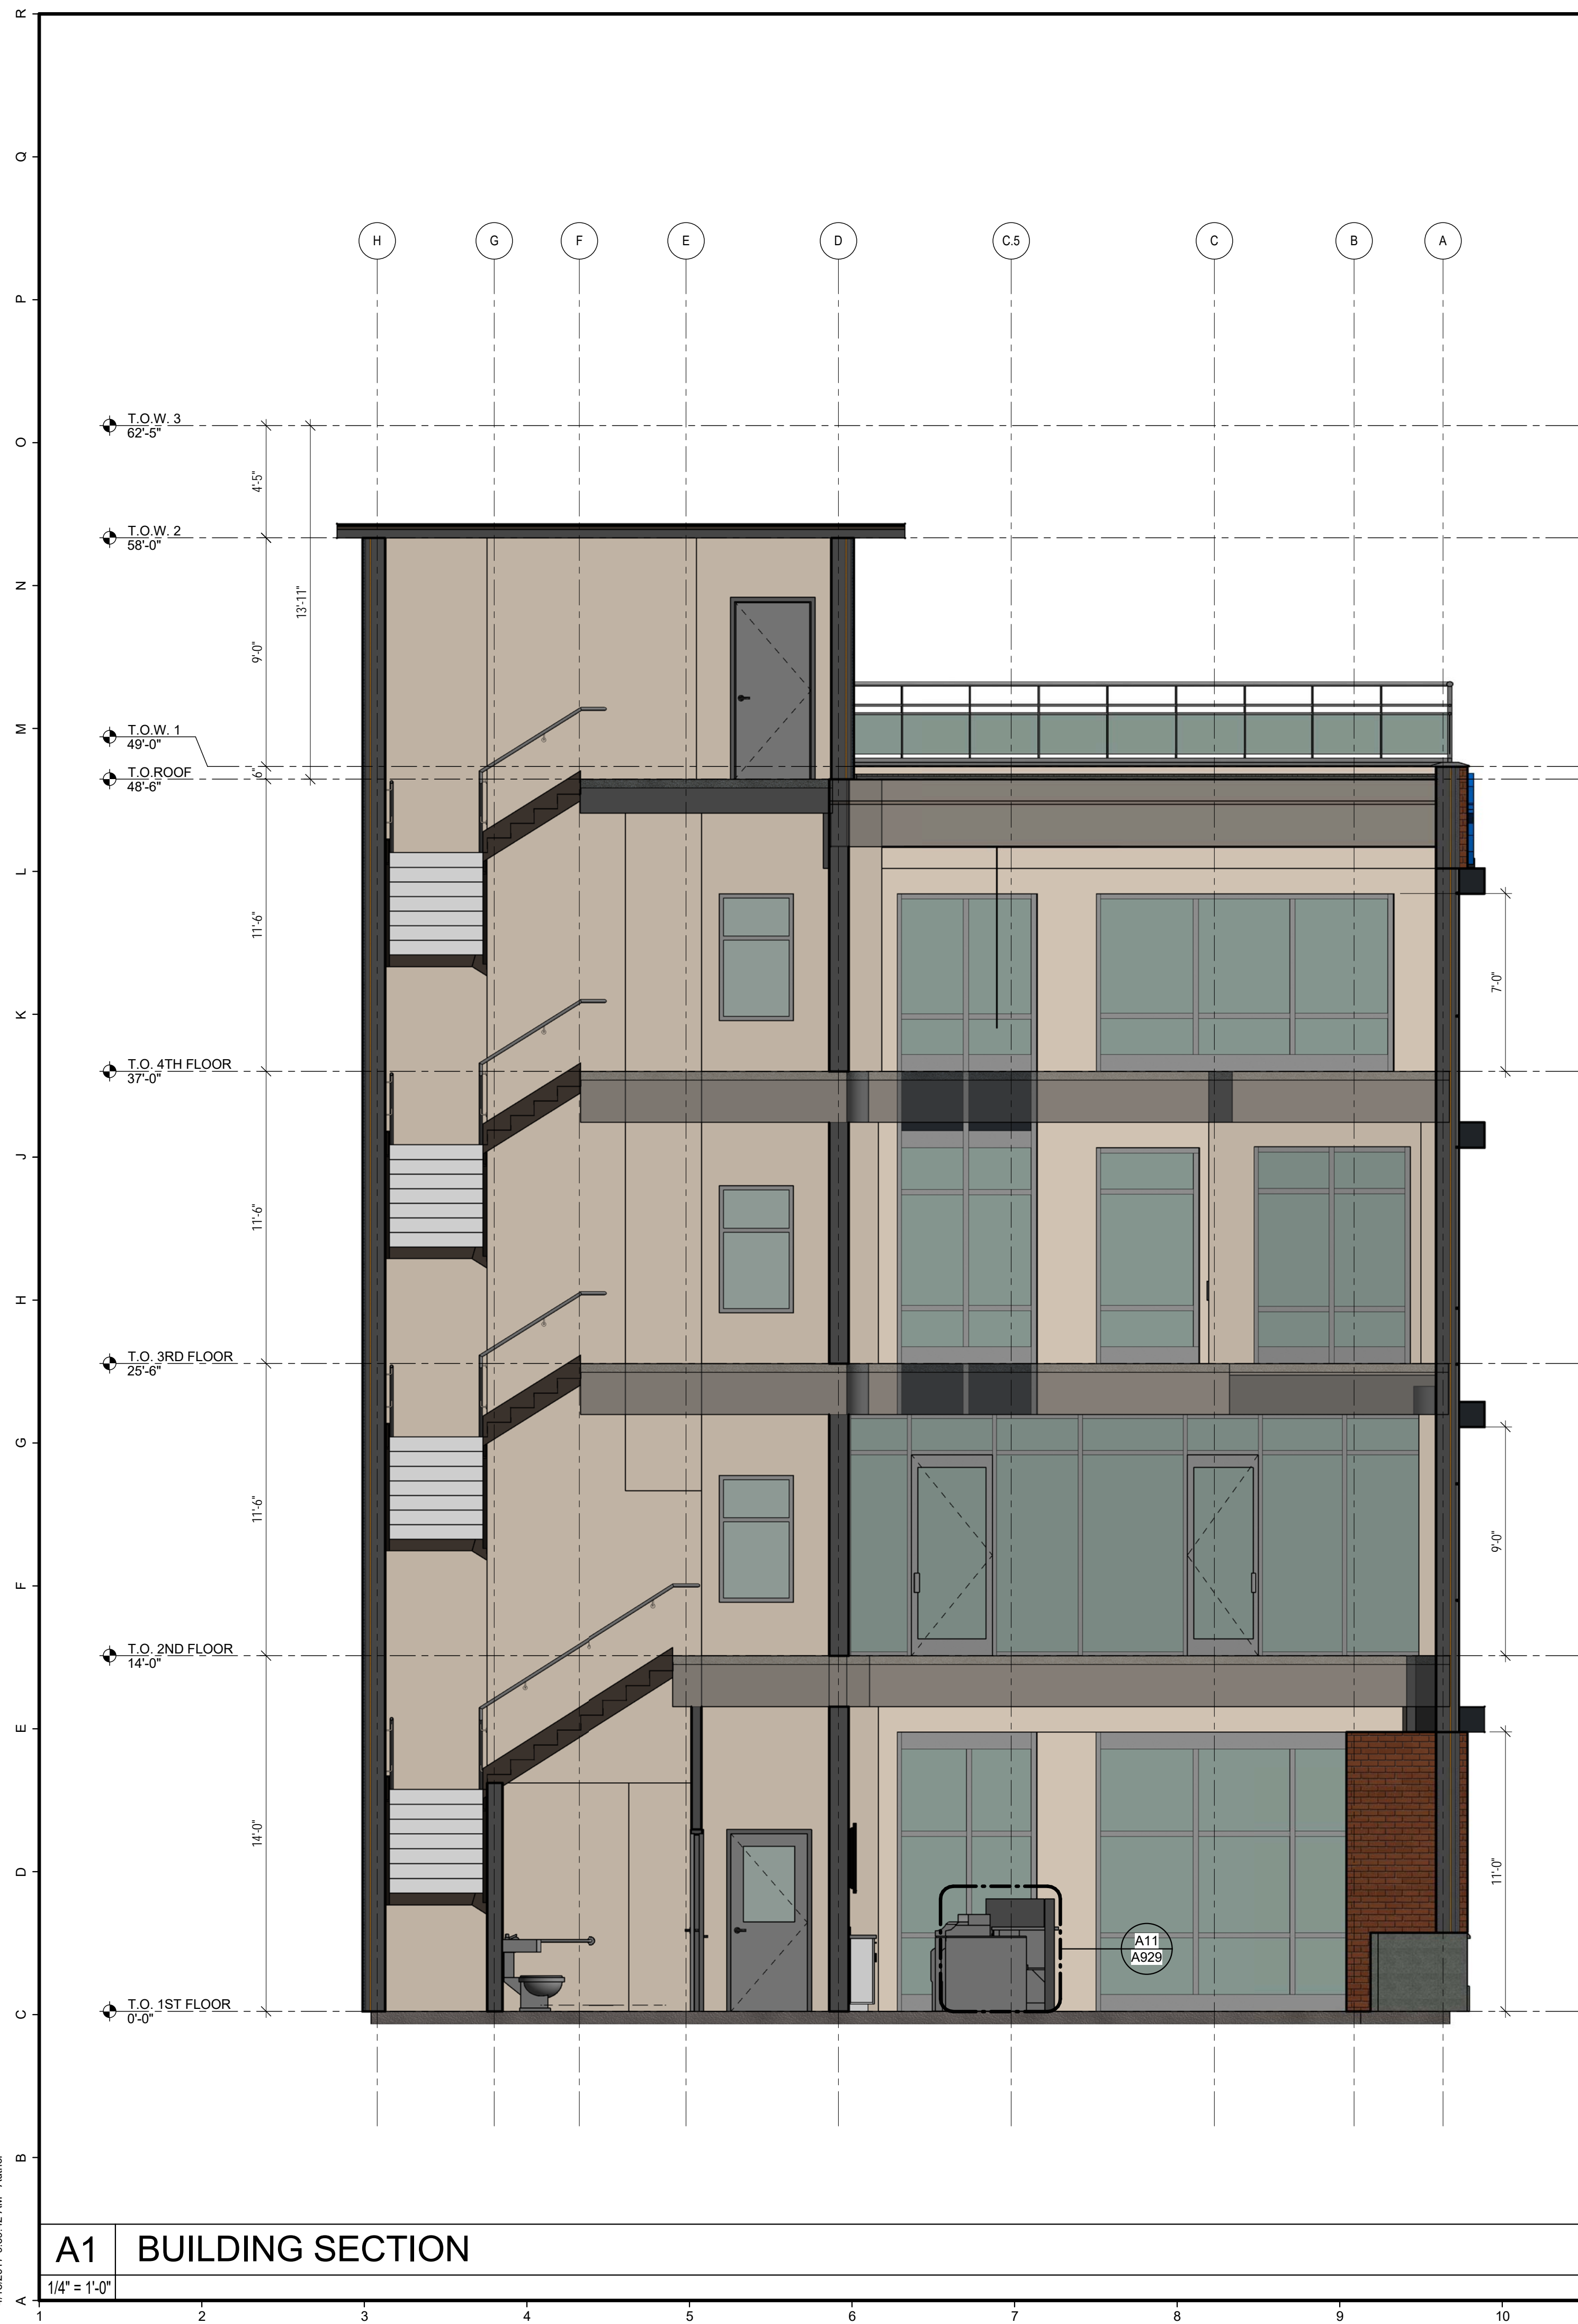 R
Q
P
O
N
M
L
K
J
H
G
F
E
D
C
B
A
H
G
F
E
D
C.5
C
B
A
T.O.W. 3
62'-5"
4'-5"
T.O.W. 2
58'-0"
13'-11"
9'-0"
T.O.W. 1
49'-0"
6"
T.O.ROOF
48'-6"
11'-6"
7'-0"
T.O. 4TH FLOOR
37'-0"
11'-6"
T.O. 3RD FLOOR
25'-6"
11'-6"
9'-0"
T.O. 2ND FLOOR
14'-0"
14'-0"
11'-0"
A11
A929
T.O. 1ST FLOOR
0'-0"
A1
BUILDING SECTION
1/4" = 1'-0"
1
2
3
4
5
6
7
8
9
10